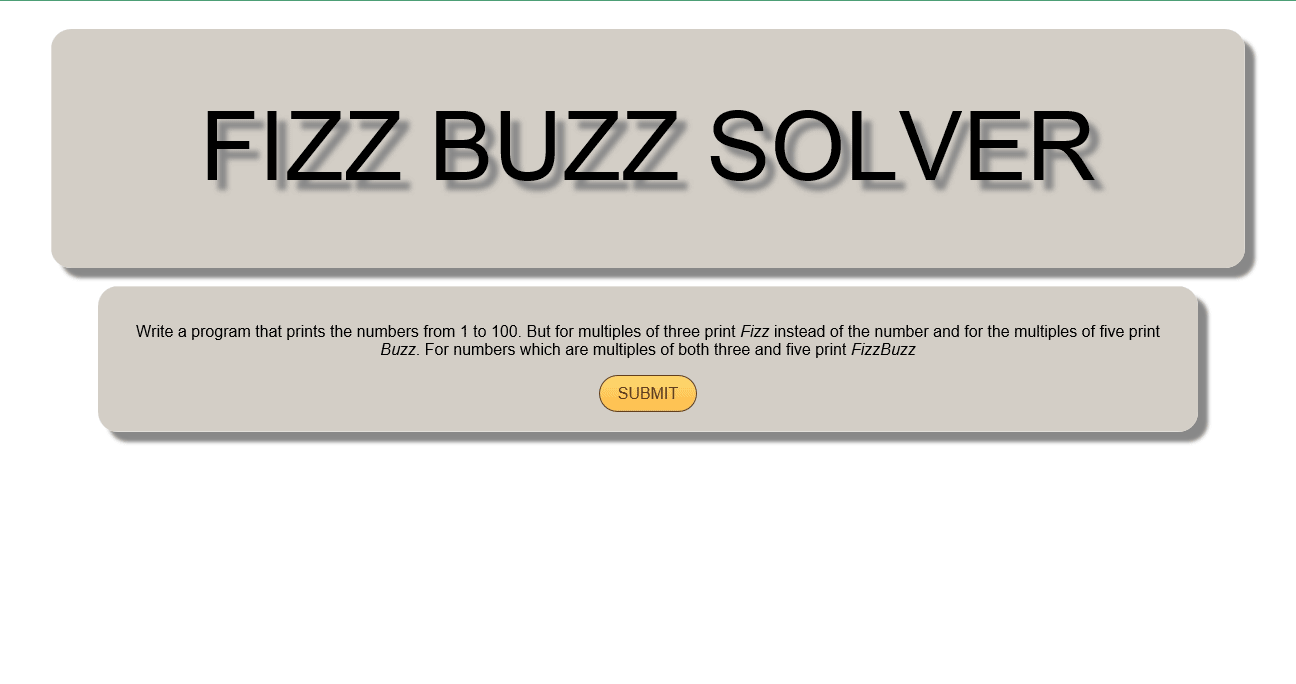 FIZZ BUZZ SOLVER
Write a program that prints the numbers from 1 to 100. But for multiples of three print Fizz instead of the number and for the multiples of five print
Buzz. For numbers which are multiples of both three and five print FizzBuzz
SUBMIT